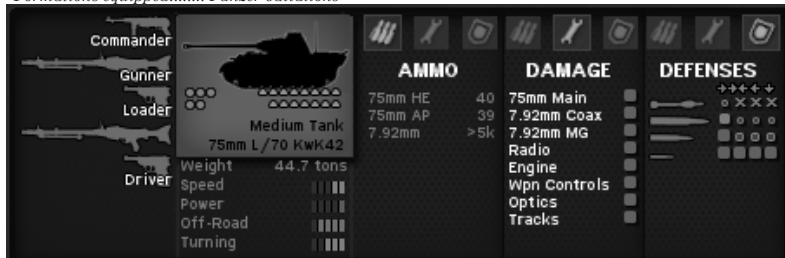 Commander
Gunner
Loader
Driver
Medium Tank
75mm L/70 KwK42
Weight 44.7 tons
Speed
Power
Off-Road
Turning
AMMO
75mm HE 40
75mm AP 39
7.92mm >5k
DAMAGE
75mm Main
7.92mm Coax
7.92mm MG
Radio
Engine
Wpn Controls
Optics
Tracks
DEFENSES